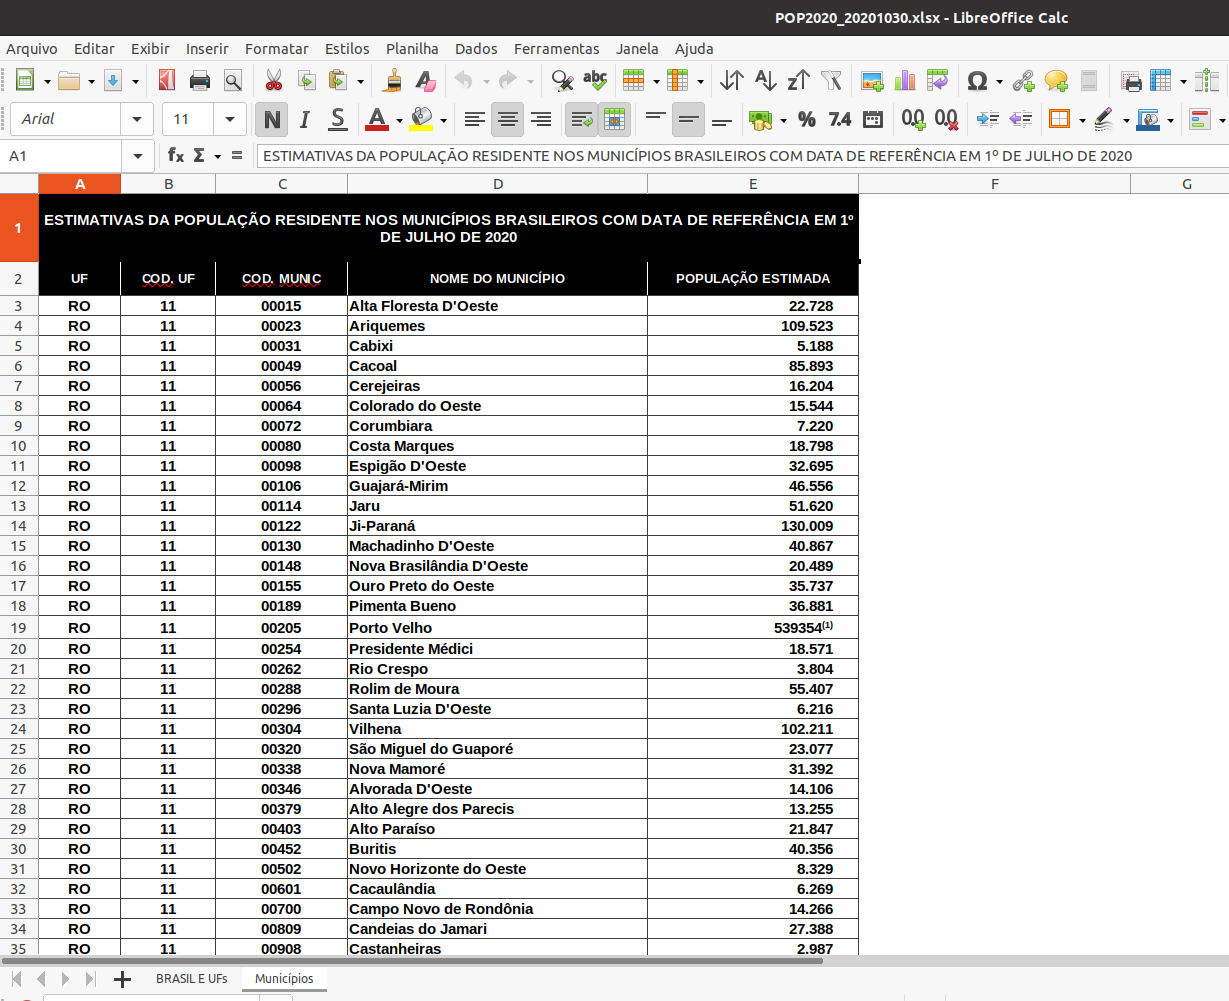 POP2020_20201030.xlsx - LibreOffice Calc
Arquivo Editar Exibir Inserir Formatar Estilos Planilha Dados Ferramentas Janela Ajuda
Arial 11 N I S A % 7.4 0.0 0.0
A1 fx Σ = ESTIMATIVAS DA POPULAÇÃO RESIDENTE NOS MUNICÍPIOS BRASILEIROS COM DATA DE REFERÊNCIA EM 1º DE JULHO DE 2020
A B C D E F G
1 ESTIMATIVAS DA POPULAÇÃO RESIDENTE NOS MUNICÍPIOS BRASILEIROS COM DATA DE REFERÊNCIA EM 1º
DE JULHO DE 2020
2 UF COD. UF COD. MUNIC NOME DO MUNICÍPIO POPULAÇÃO ESTIMADA
3 RO 11 00015 Alta Floresta D'Oeste 22.728
4 RO 11 00023 Ariquemes 109.523
5 RO 11 00031 Cabixi 5.188
6 RO 11 00049 Cacoal 85.893
7 RO 11 00056 Cerejeiras 16.204
8 RO 11 00064 Colorado do Oeste 15.544
9 RO 11 00072 Corumbiara 7.220
10 RO 11 00080 Costa Marques 18.798
11 RO 11 00098 Espigão D'Oeste 32.695
12 RO 11 00106 Guajará-Mirim 46.556
13 RO 11 00114 Jaru 51.620
14 RO 11 00122 Ji-Paraná 130.009
15 RO 11 00130 Machadinho D'Oeste 40.867
16 RO 11 00148 Nova Brasilândia D'Oeste 20.489
17 RO 11 00155 Ouro Preto do Oeste 35.737
18 RO 11 00189 Pimenta Bueno 36.881
19 RO 11 00205 Porto Velho 539354(1)
20 RO 11 00254 Presidente Médici 18.571
21 RO 11 00262 Rio Crespo 3.804
22 RO 11 00288 Rolim de Moura 55.407
23 RO 11 00296 Santa Luzia D'Oeste 6.216
24 RO 11 00304 Vilhena 102.211
25 RO 11 00320 São Miguel do Guaporé 23.077
26 RO 11 00338 Nova Mamoré 31.392
27 RO 11 00346 Alvorada D'Oeste 14.106
28 RO 11 00379 Alto Alegre dos Parecis 13.255
29 RO 11 00403 Alto Paraíso 21.847
30 RO 11 00452 Buritis 40.356
31 RO 11 00502 Novo Horizonte do Oeste 8.329
32 RO 11 00601 Cacaulândia 6.269
33 RO 11 00700 Campo Novo de Rondônia 14.266
34 RO 11 00809 Candeias do Jamari 27.388
35 RO 11 00908 Castanheiras 2.987
BRASIL E UFs Municípios